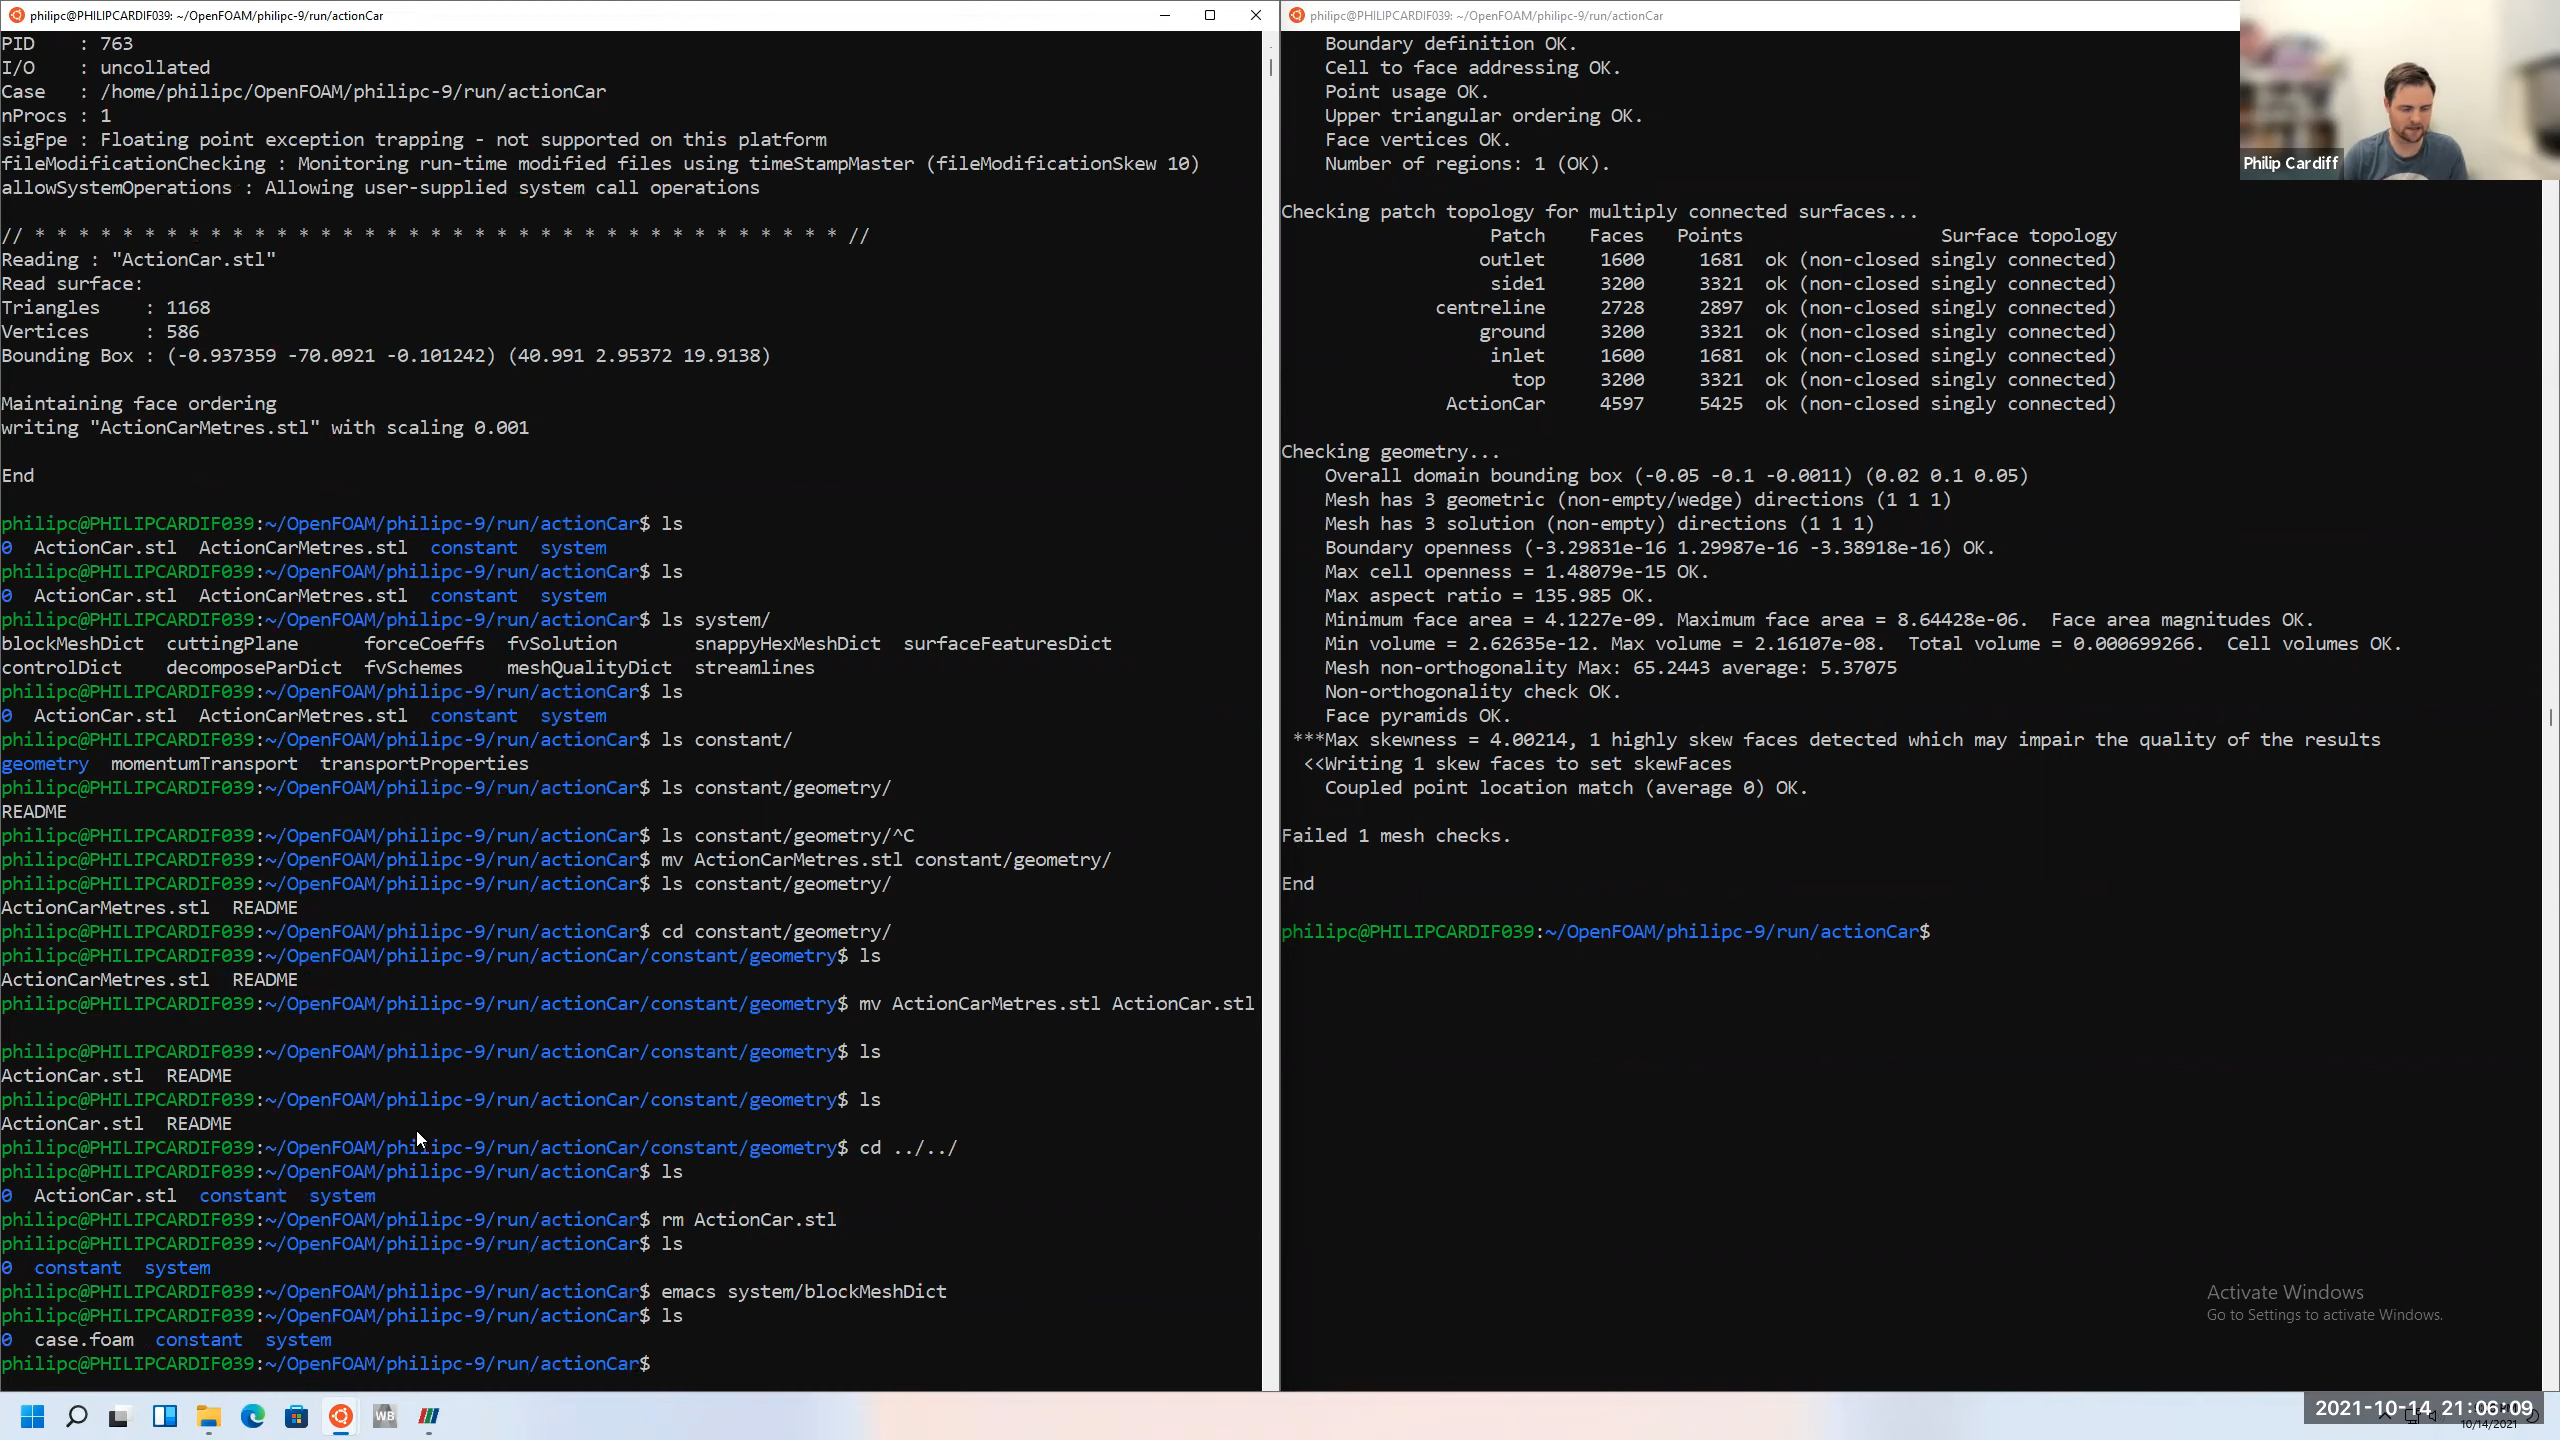 philipc@PHILIPCARDIF039: ~/OpenFOAM/philipc-9/run/actionCar
PID    : 763
I/O    : uncollated
Case   : /home/philipc/OpenFOAM/philipc-9/run/actionCar
nProcs : 1
sigFpe : Floating point exception trapping - not supported on this platform
fileModificationChecking : Monitoring run-time modified files using timeStampMaster (fileModificationSkew 10)
allowSystemOperations : Allowing user-supplied system call operations
// * * * * * * * * * * * * * * * * * * * * * * * * * * * * * * * * * * * * * //
Reading : "ActionCar.stl"
Read surface:
Triangles    : 1168
Vertices     : 586
Bounding Box : (-0.937359 -70.0921 -0.101242) (40.991 2.95372 19.9138)
Maintaining face ordering
writing "ActionCarMetres.stl" with scaling 0.001
End
philipc@PHILIPCARDIF039:~/OpenFOAM/philipc-9/run/actionCar$ ls
0  ActionCar.stl  ActionCarMetres.stl  constant  system
philipc@PHILIPCARDIF039:~/OpenFOAM/philipc-9/run/actionCar$ ls
0  ActionCar.stl  ActionCarMetres.stl  constant  system
philipc@PHILIPCARDIF039:~/OpenFOAM/philipc-9/run/actionCar$ ls system/
blockMeshDict  cuttingPlane      forceCoeffs  fvSolution       snappyHexMeshDict  surfaceFeaturesDict
controlDict    decomposeParDict  fvSchemes    meshQualityDict  streamlines
philipc@PHILIPCARDIF039:~/OpenFOAM/philipc-9/run/actionCar$ ls
0  ActionCar.stl  ActionCarMetres.stl  constant  system
philipc@PHILIPCARDIF039:~/OpenFOAM/philipc-9/run/actionCar$ ls constant/
geometry  momentumTransport  transportProperties
philipc@PHILIPCARDIF039:~/OpenFOAM/philipc-9/run/actionCar$ ls constant/geometry/
README
philipc@PHILIPCARDIF039:~/OpenFOAM/philipc-9/run/actionCar$ ls constant/geometry/^C
philipc@PHILIPCARDIF039:~/OpenFOAM/philipc-9/run/actionCar$ mv ActionCarMetres.stl constant/geometry/
philipc@PHILIPCARDIF039:~/OpenFOAM/philipc-9/run/actionCar$ ls constant/geometry/
ActionCarMetres.stl  README
philipc@PHILIPCARDIF039:~/OpenFOAM/philipc-9/run/actionCar$ cd constant/geometry/
philipc@PHILIPCARDIF039:~/OpenFOAM/philipc-9/run/actionCar/constant/geometry$ ls
ActionCarMetres.stl  README
philipc@PHILIPCARDIF039:~/OpenFOAM/philipc-9/run/actionCar/constant/geometry$ mv ActionCarMetres.stl ActionCar.stl
philipc@PHILIPCARDIF039:~/OpenFOAM/philipc-9/run/actionCar/constant/geometry$ ls
ActionCar.stl  README
philipc@PHILIPCARDIF039:~/OpenFOAM/philipc-9/run/actionCar/constant/geometry$ ls
ActionCar.stl  README
philipc@PHILIPCARDIF039:~/OpenFOAM/philipc-9/run/actionCar/constant/geometry$ cd ../../
philipc@PHILIPCARDIF039:~/OpenFOAM/philipc-9/run/actionCar$ ls
0  ActionCar.stl  constant  system
philipc@PHILIPCARDIF039:~/OpenFOAM/philipc-9/run/actionCar$ rm ActionCar.stl
philipc@PHILIPCARDIF039:~/OpenFOAM/philipc-9/run/actionCar$ ls
0  constant  system
philipc@PHILIPCARDIF039:~/OpenFOAM/philipc-9/run/actionCar$ emacs system/blockMeshDict
philipc@PHILIPCARDIF039:~/OpenFOAM/philipc-9/run/actionCar$ ls
0  case.foam  constant  system
philipc@PHILIPCARDIF039:~/OpenFOAM/philipc-9/run/actionCar$
philipc@PHILIPCARDIF039: ~/OpenFOAM/philipc-9/run/actionCar
Boundary definition OK.
Cell to face addressing OK.
Point usage OK.
Upper triangular ordering OK.
Face vertices OK.
Number of regions: 1 (OK).
Checking patch topology for multiply connected surfaces...
Patch    Faces   Points                  Surface topology
outlet    1600     1681  ok (non-closed singly connected)
side1     3200     3321  ok (non-closed singly connected)
centreline     2728     2897  ok (non-closed singly connected)
ground     3200     3321  ok (non-closed singly connected)
inlet     1600     1681  ok (non-closed singly connected)
top     3200     3321  ok (non-closed singly connected)
ActionCar     4597     5425  ok (non-closed singly connected)
Checking geometry...
Overall domain bounding box (-0.05 -0.1 -0.0011) (0.02 0.1 0.05)
Mesh has 3 geometric (non-empty/wedge) directions (1 1 1)
Mesh has 3 solution (non-empty) directions (1 1 1)
Boundary openness (-3.29831e-16 1.29987e-16 -3.38918e-16) OK.
Max cell openness = 1.48079e-15 OK.
Max aspect ratio = 135.985 OK.
Minimum face area = 4.1227e-09. Maximum face area = 8.64428e-06.  Face area magnitudes OK.
Min volume = 2.62635e-12. Max volume = 2.16107e-08.  Total volume = 0.000699266.  Cell volumes OK.
Mesh non-orthogonality Max: 65.2443 average: 5.37075
Non-orthogonality check OK.
Face pyramids OK.
***Max skewness = 4.00214, 1 highly skew faces detected which may impair the quality of the results
<<Writing 1 skew faces to set skewFaces
Coupled point location match (average 0) OK.
Failed 1 mesh checks.
End
philipc@PHILIPCARDIF039:~/OpenFOAM/philipc-9/run/actionCar$
Philip Cardiff
Activate Windows
Go to Settings to activate Windows.
WB
2021-10-14 21:06:09
10/14/2021